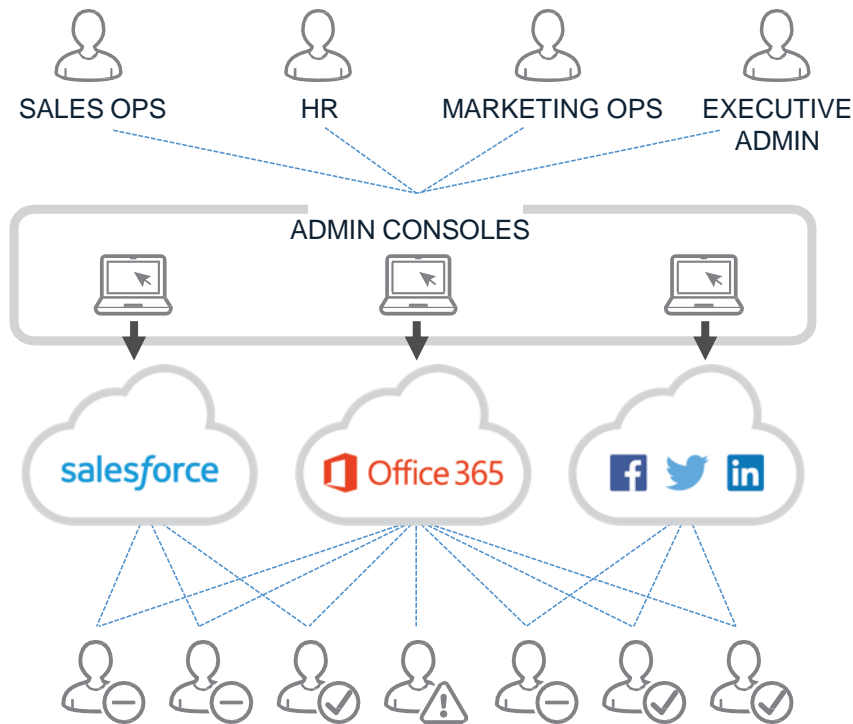 SALES OPS
HR
MARKETING OPS
EXECUTIVE
ADMIN
ADMIN CONSOLES
salesforce
Office 365
f
in